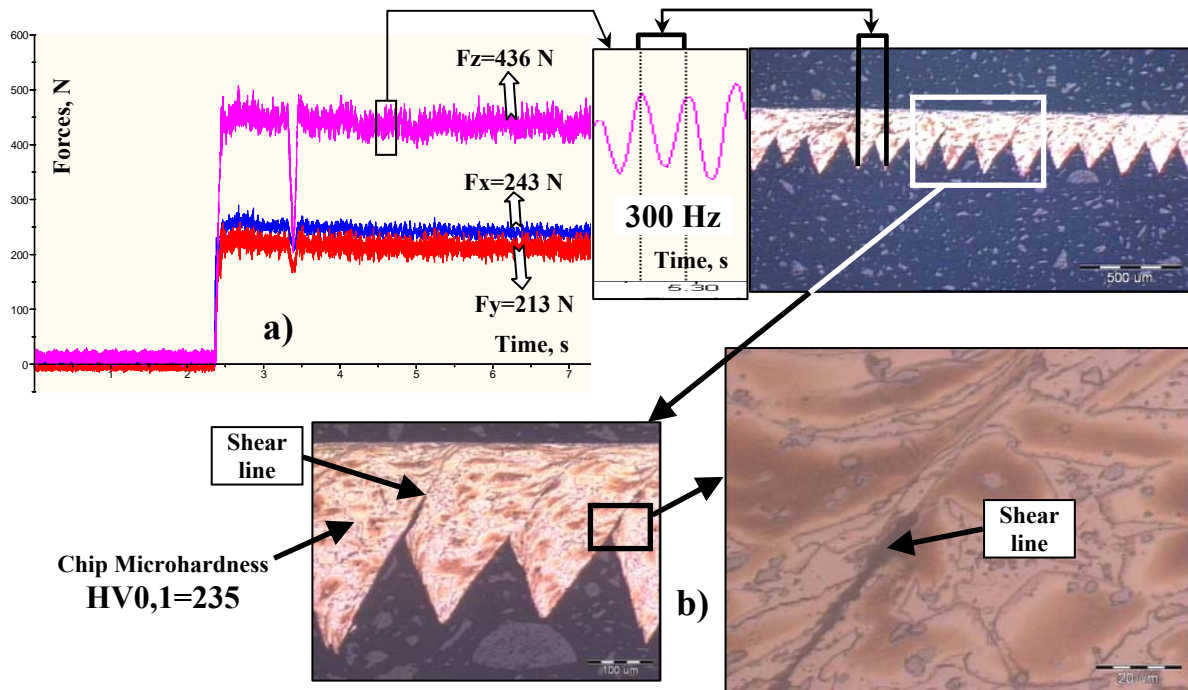 600
500
400
300
200
100
0
Forces, N
Fz=436 N
Fx=243 N
Fy=213 N
a)
Time, s
1
2
3
4
5
6
7
300 Hz
Time, s
5.30
500 um
Shear
line
Chip Microhardness
HV0,1=235
100 um
b)
Shear
line
20 um